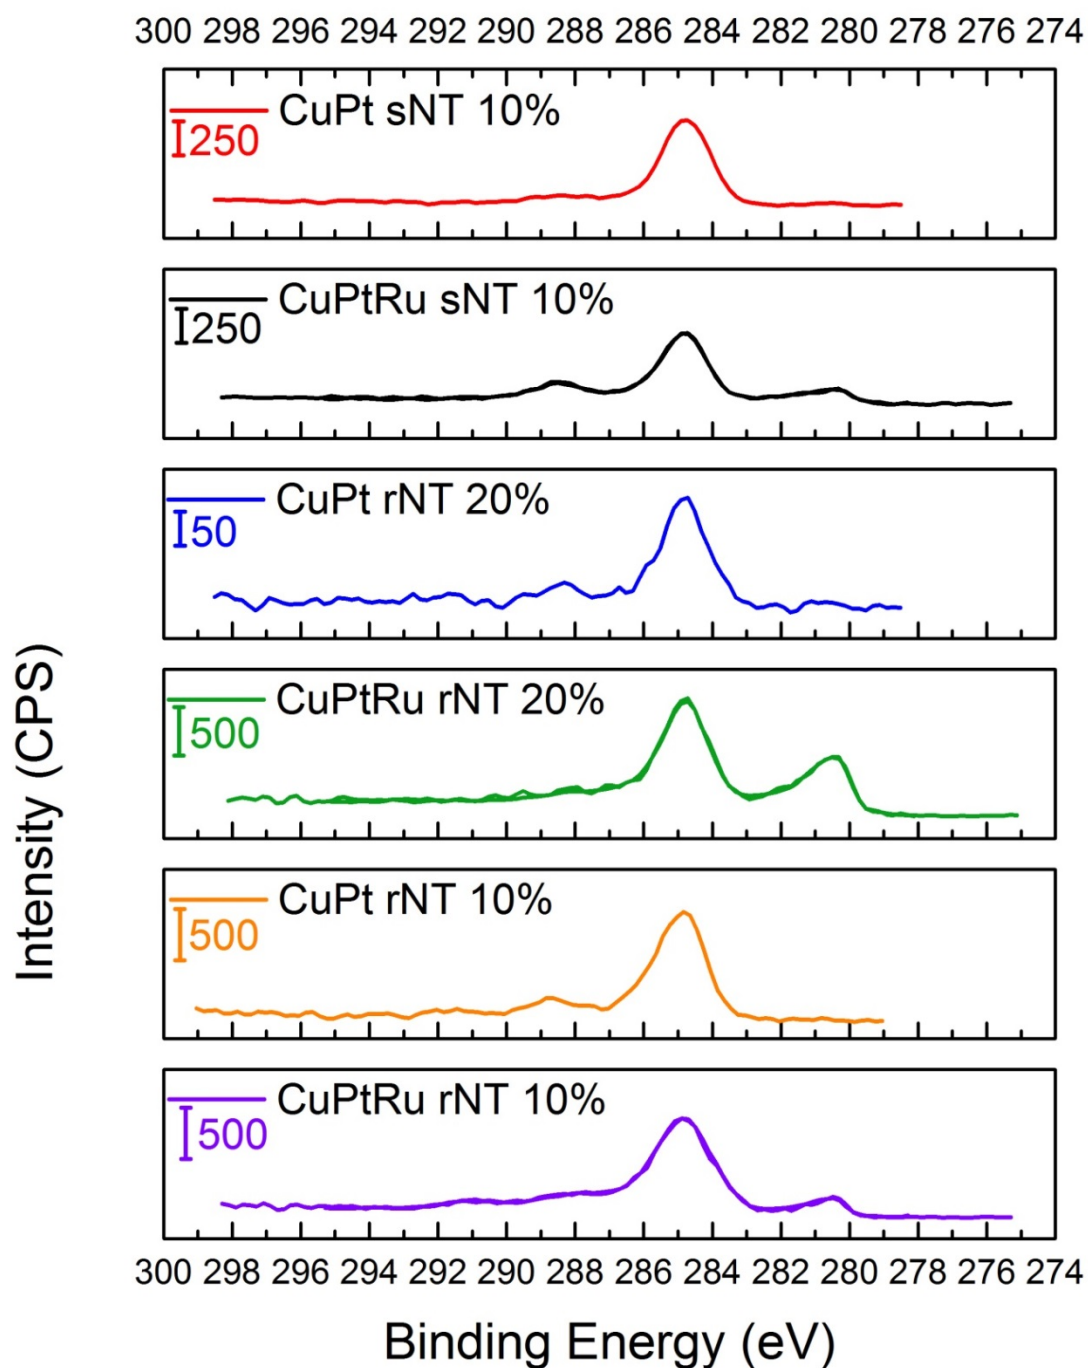 300 298 296 294 292 290 288 286 284 282 280 278 276 274
CuPt sNT 10%
250
CuPtRu sNT 10%
250
CuPt rNT 20%
50
CuPtRu rNT 20%
500
CuPt rNT 10%
500
CuPtRu rNT 10%
500
Intensity (CPS)
300 298 296 294 292 290 288 286 284 282 280 278 276 274
Binding Energy (eV)